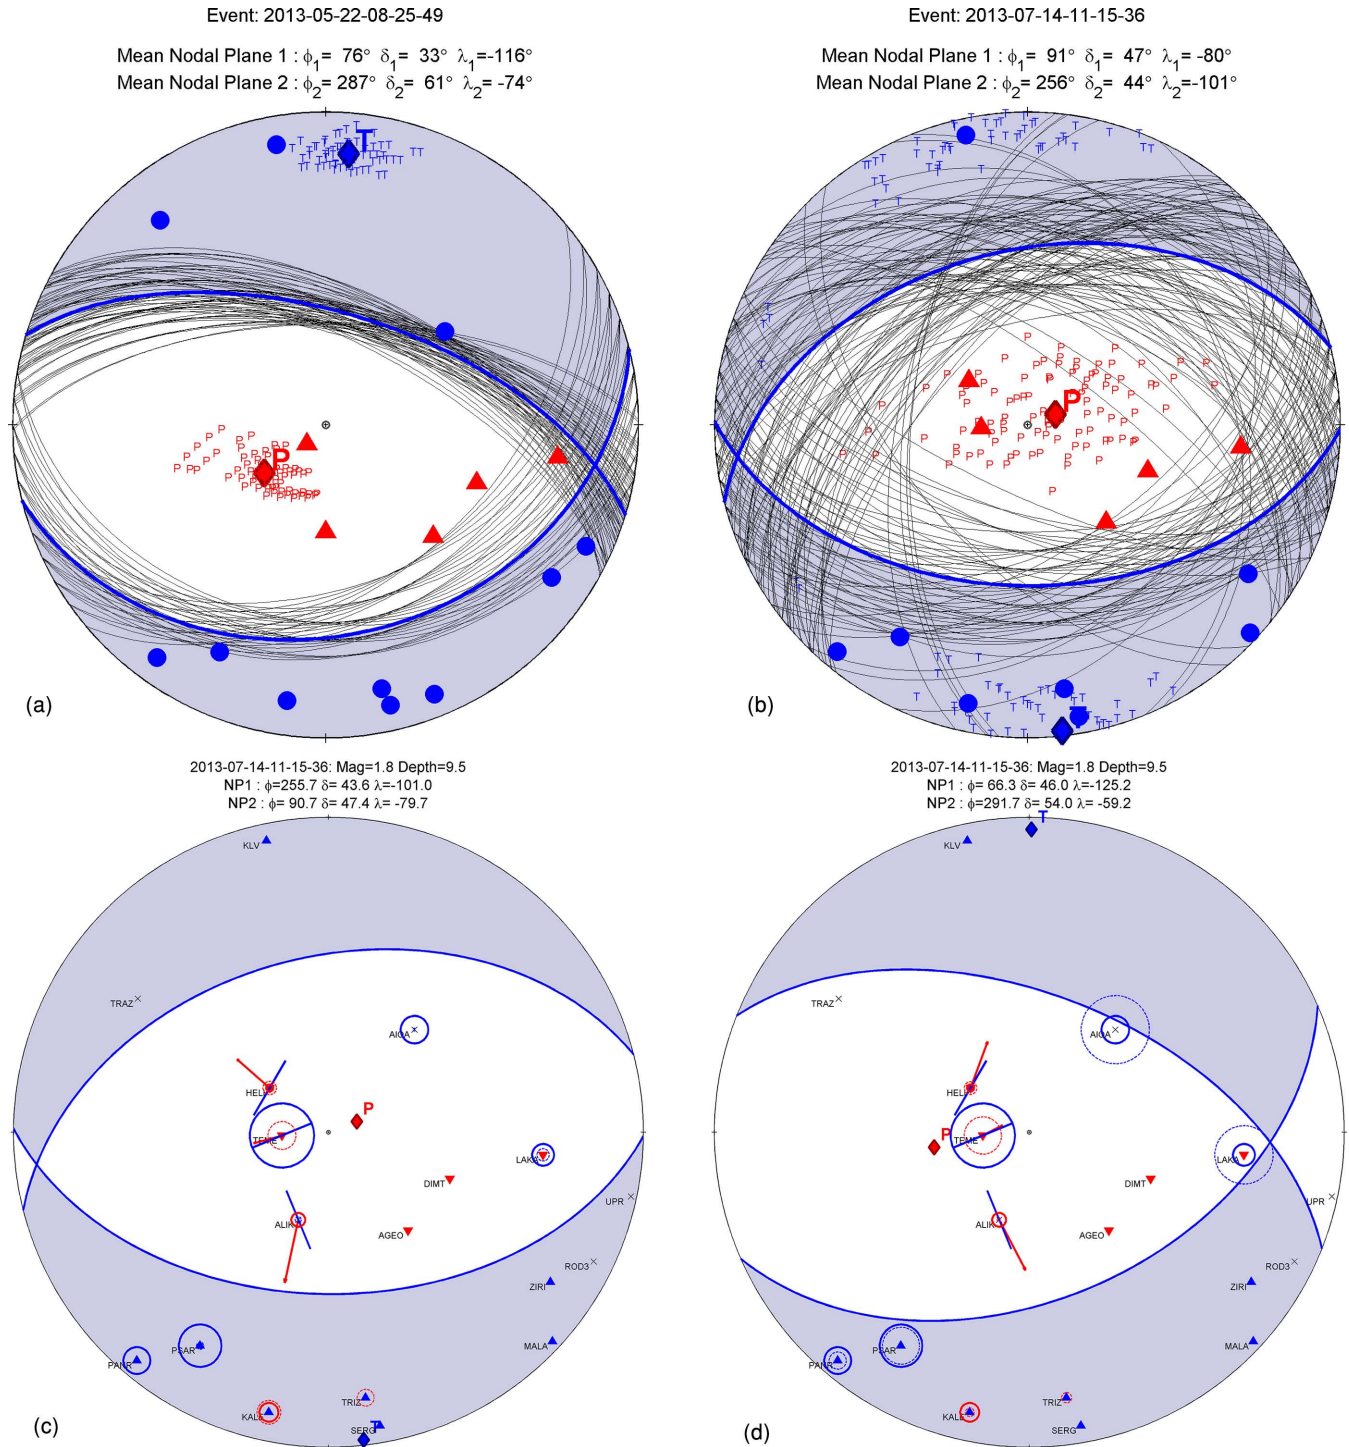 Event: 2013-05-22-08-25-49
Mean Nodal Plane 1 : ϕ1= 76° δ1= 33° λ1=-116°
Mean Nodal Plane 2 : ϕ2= 287° δ2= 61° λ2=-74°
T
P
(a)
Event: 2013-07-14-11-15-36
Mean Nodal Plane 1 : ϕ1= 91° δ1= 47° λ1= -80°
Mean Nodal Plane 2 : ϕ2= 256° δ2= 44° λ2=-101°
P
T
(b)
2013-07-14-11-15-36: Mag=1.8 Depth=9.5
NP1 : ϕ=255.7 δ= 43.6 λ=-101.0
NP2 : ϕ= 90.7 δ= 47.4 λ= -79.7
KLV
TRAZ
AIOA
HELI
P
TEME
LAKA
DIMT
UPR
ALIK
AGEO
ROD3
ZIRI
PSAR
MALA
PANR
TRIZ
KALE
SERG
T
(c)
2013-07-14-11-15-36: Mag=1.8 Depth=9.5
NP1 : ϕ= 66.3 δ= 46.0 λ=-125.2
NP2 : ϕ=291.7 δ= 54.0 λ= -59.2
T
KLV
TRAZ
AIOA
HELI
P
TEME
LAKA
DIMT
UPR
ALIK
AGEO
ROD3
ZIRI
PSAR
MALA
PANR
TRIZ
KALE
SERG
(d)